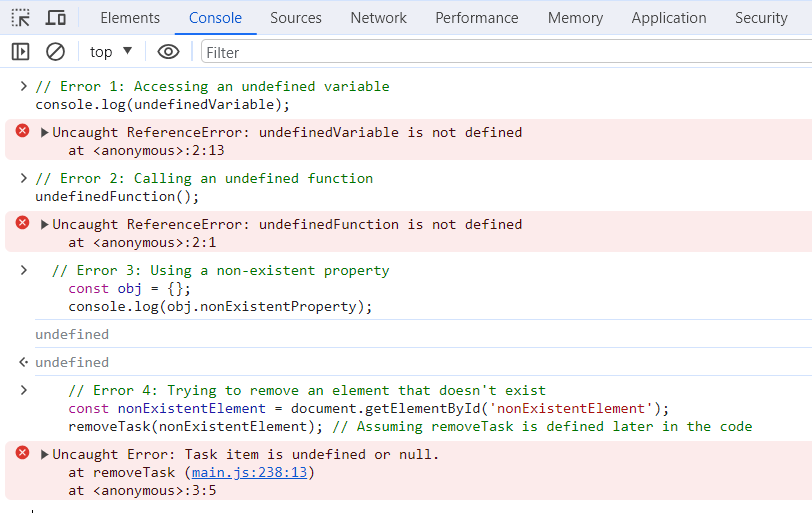 Elements Console Sources Network Performance Memory Application Security
top ▼ Filter
> // Error 1: Accessing an undefined variable
console.log(undefinedVariable);
▶Uncaught ReferenceError: undefinedVariable is not defined
at <anonymous>:2:13
> // Error 2: Calling an undefined function
undefinedFunction();
▶Uncaught ReferenceError: undefinedFunction is not defined
at <anonymous>:2:1
> // Error 3: Using a non-existent property
const obj = {};
console.log(obj.nonExistentProperty);
undefined
undefined
> // Error 4: Trying to remove an element that doesn't exist
const nonExistentElement = document.getElementById('nonExistentElement');
removeTask(nonExistentElement); // Assuming removeTask is defined later in the code
▶Uncaught Error: Task item is undefined or null.
at removeTask (main.js:238:13)
at <anonymous>:3:5